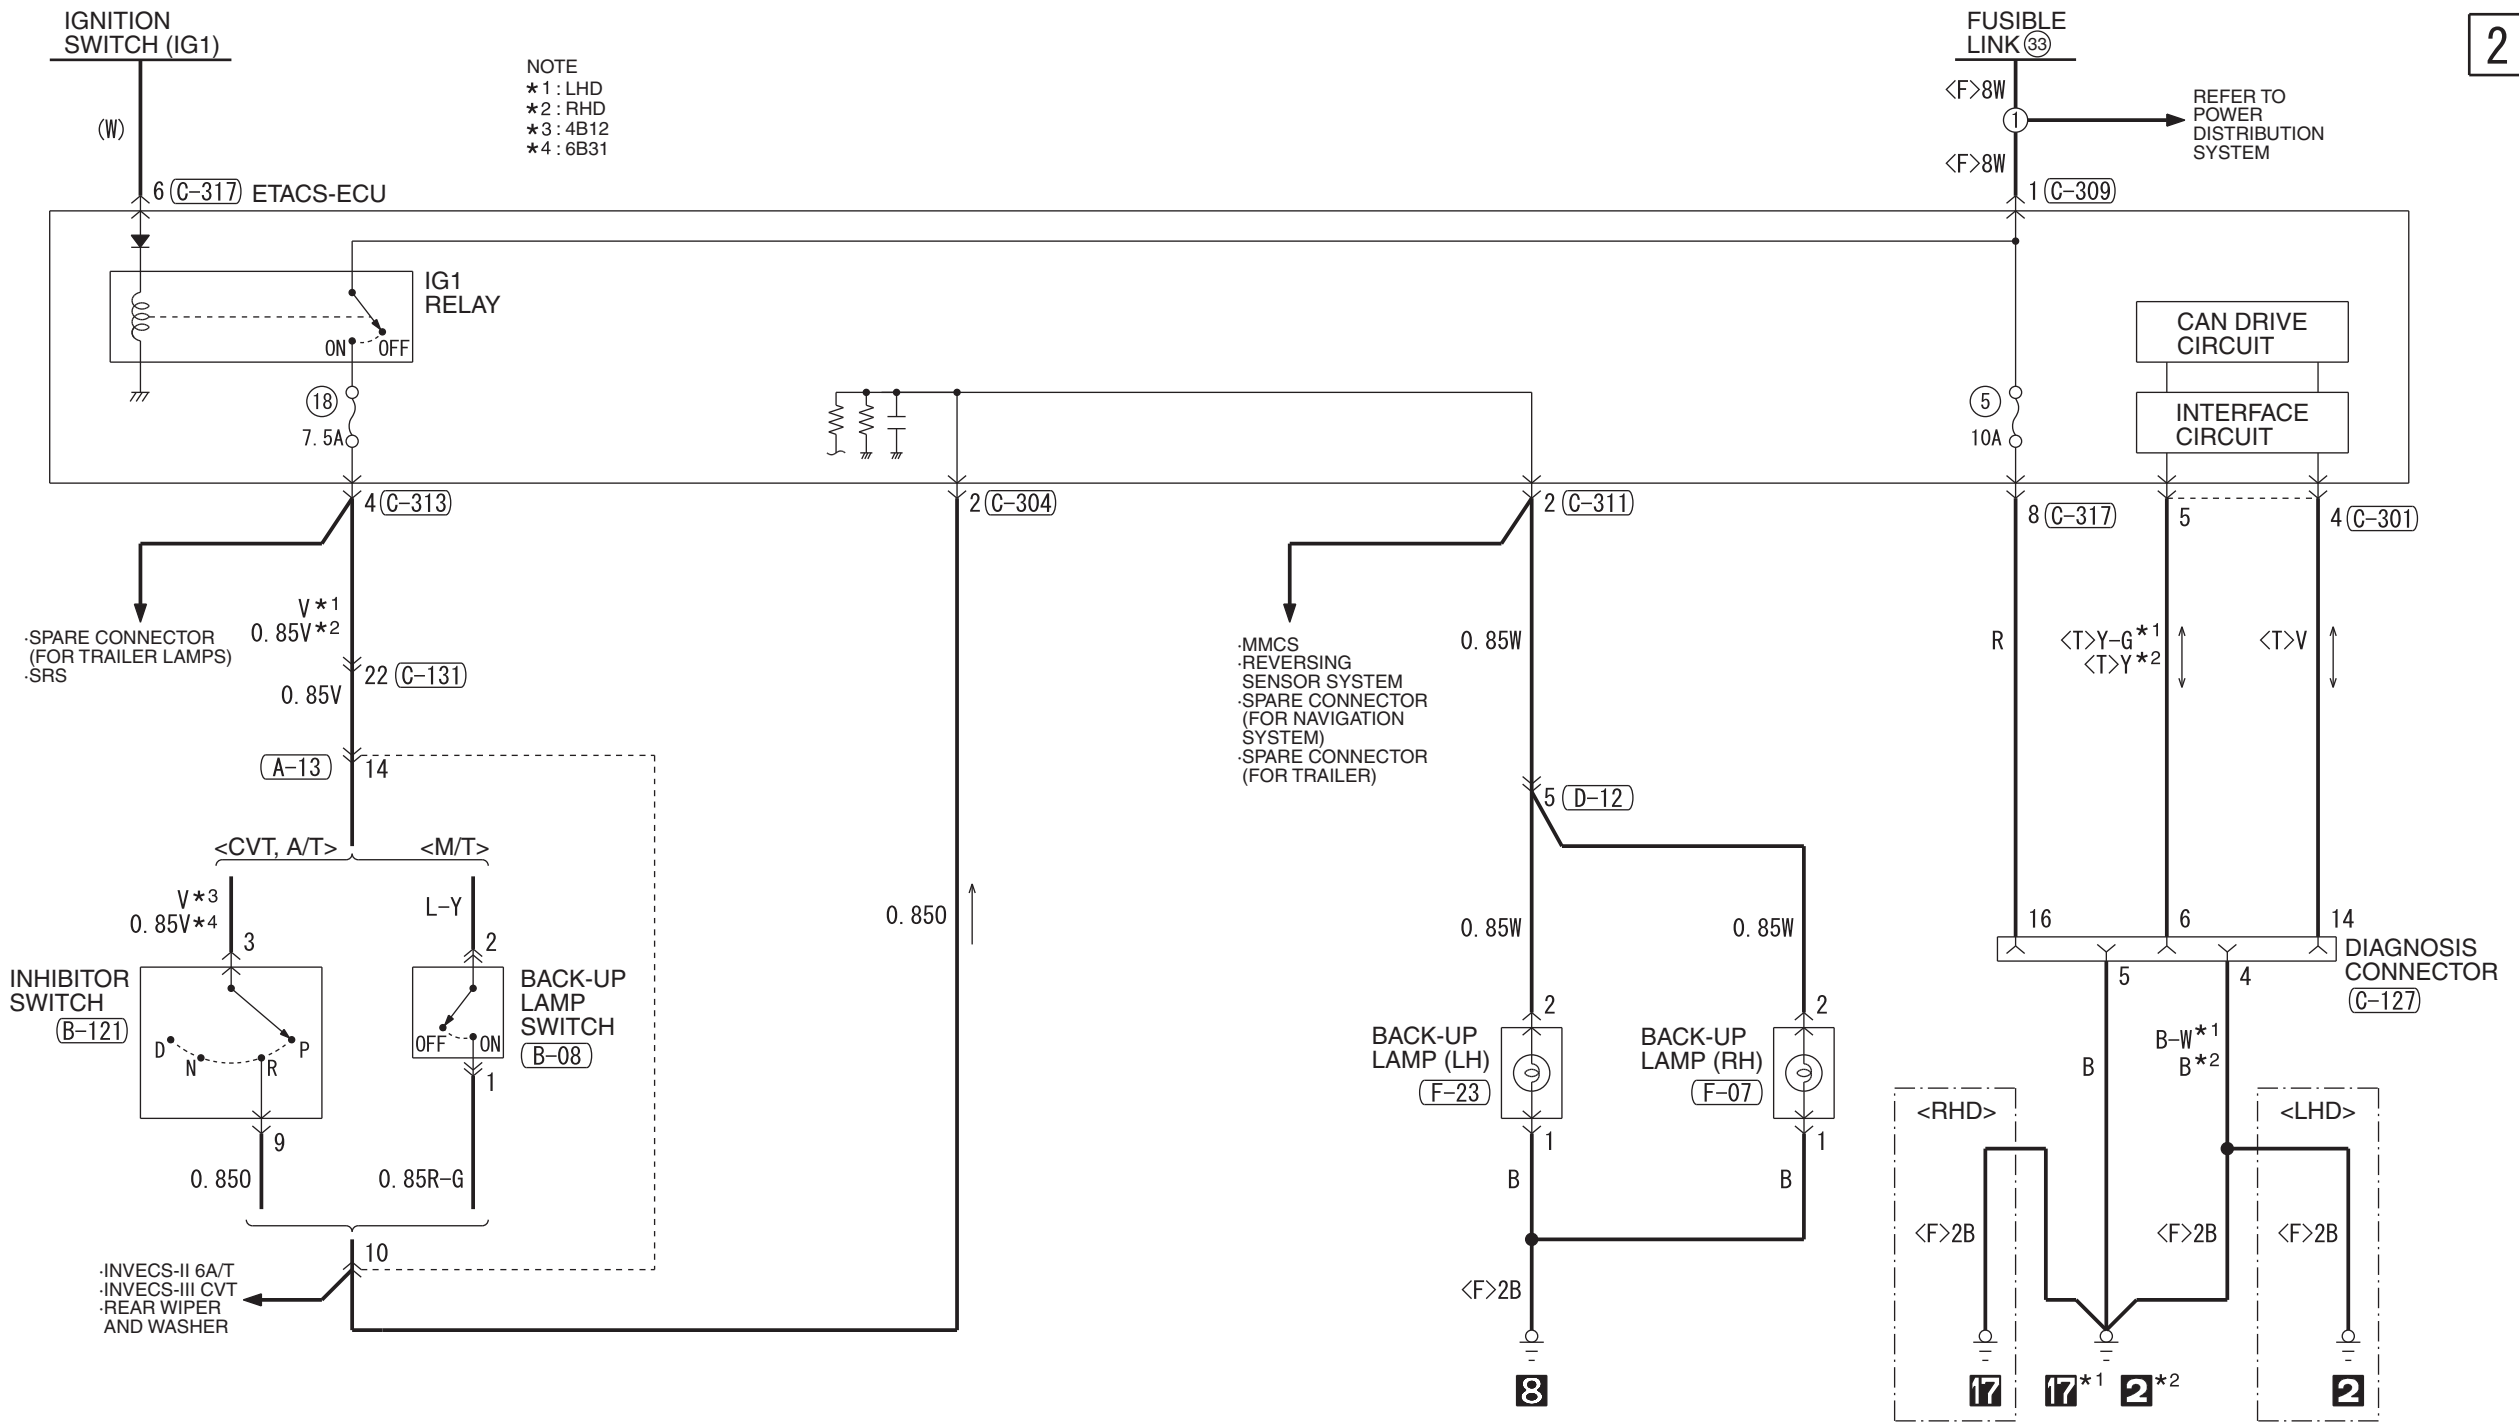 IGNITION
SWITCH (IG1)
(W)
NOTE
*1 : LHD
*2 : RHD
*3 : 4B12
*4 : 6B31
FUSIBLE
LINK 33
<F>8W
1
REFER TO
POWER
DISTRIBUTION
SYSTEM
<F>8W
2
6 C-317 ETACS-ECU
1 C-309
IG1
RELAY
ON OFF
18
7.5A
5
10A
CAN DRIVE
CIRCUIT
INTERFACE
CIRCUIT
4 C-313
2 C-304
2 C-311
8 C-317
5
4 C-301
·SPARE CONNECTOR
(FOR TRAILER LAMPS)
·SRS
V*1
0.85V*2
22 C-131
0.85V
A-13 14
·MMCS
·REVERSING
SENSOR SYSTEM
·SPARE CONNECTOR
(FOR NAVIGATION
SYSTEM)
·SPARE CONNECTOR
(FOR TRAILER)
0.85W
5 D-12
R
<T>Y-G*1
<T>Y*2
<T>V
<CVT, A/T>
<M/T>
V*3
0.85V*4
3
L-Y
2
0.85O
0.85W
0.85W
16
6
14
INHIBITOR
SWITCH
B-121
D
N
R
P
9
0.85O
OFF ON
BACK-UP
LAMP
SWITCH
B-08
1
0.85R-G
10
·INVECS-II 6A/T
·INVECS-III CVT
·REAR WIPER
AND WASHER
2
BACK-UP
LAMP (LH)
F-23
1
B
2
BACK-UP
LAMP (RH)
F-07
1
B
<F>2B
8
DIAGNOSIS
CONNECTOR
C-127
5
4
B
B-W*1
B*2
<RHD>
<LHD>
<F>2B
<F>2B
<F>2B
17
17*1
2*2
2